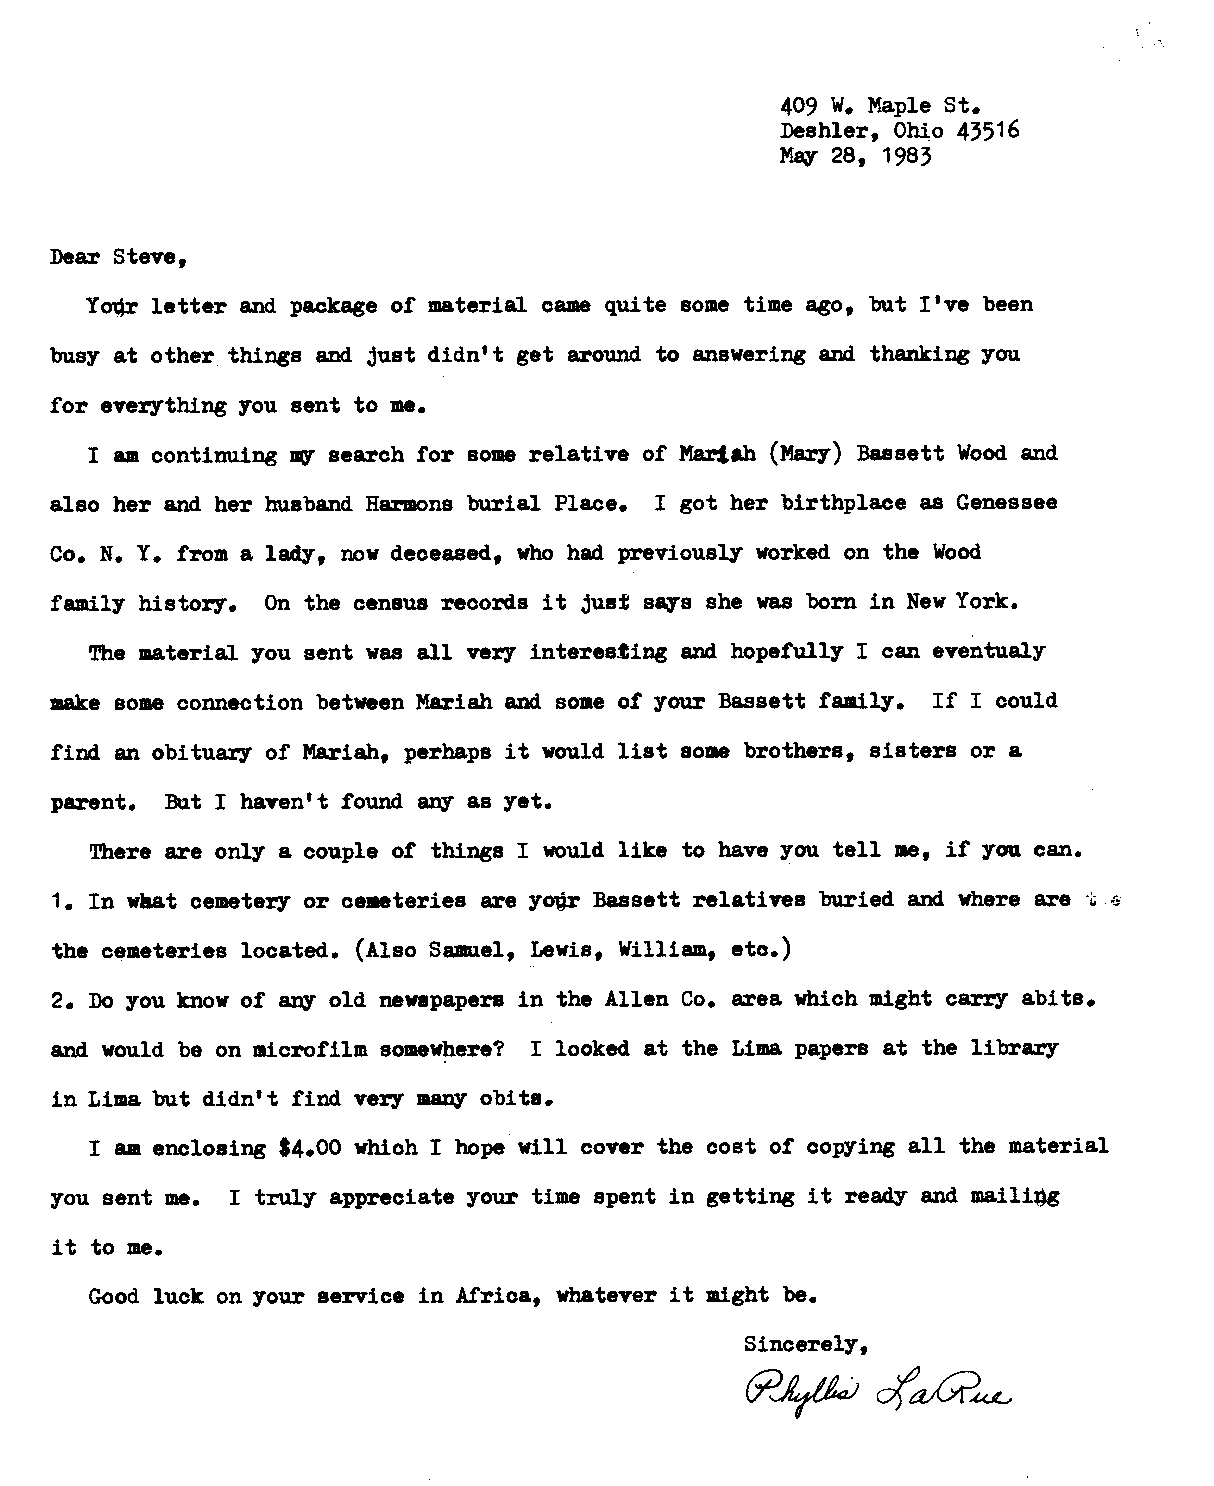 409 W. Maple St.
Deshler, Ohio 43516
May 28, 1983
Dear Steve,
Your letter and package of material came quite some time ago, but I've been
busy at other things and just didn't get around to answering and thanking you
for everything you sent to me.
I am continuing my search for some relative of Mariah (Mary) Bassett Wood and
also her and her husband Harmons burial Place. I got her birthplace as Genessee
Co. N. Y. from a lady, now deceased, who had previously worked on the Wood
family history. On the census records it just says she was born in New York.
The material you sent was all very interesting and hopefully I can eventualy
make some connection between Mariah and some of your Bassett family. If I could
find an obituary of Mariah, perhaps it would list some brothers, sisters or a
parent. But I haven't found any as yet.
There are only a couple of things I would like to have you tell me, if you can.
1. In what cemetery or cemeteries are your Bassett relatives buried and where are
the cemeteries located. (Also Samuel, Lewis, William, etc.)
2. Do you know of any old newspapers in the Allen Co. area which might carry abits.
and would be on microfilm somewhere? I looked at the Lima papers at the library
in Lima but didn't find very many obits.
I am enclosing $4.00 which I hope will cover the cost of copying all the material
you sent me. I truly appreciate your time spent in getting it ready and mailing
it to me.
Good luck on your service in Africa, whatever it might be.
Sincerely,
Phyllis LaRue